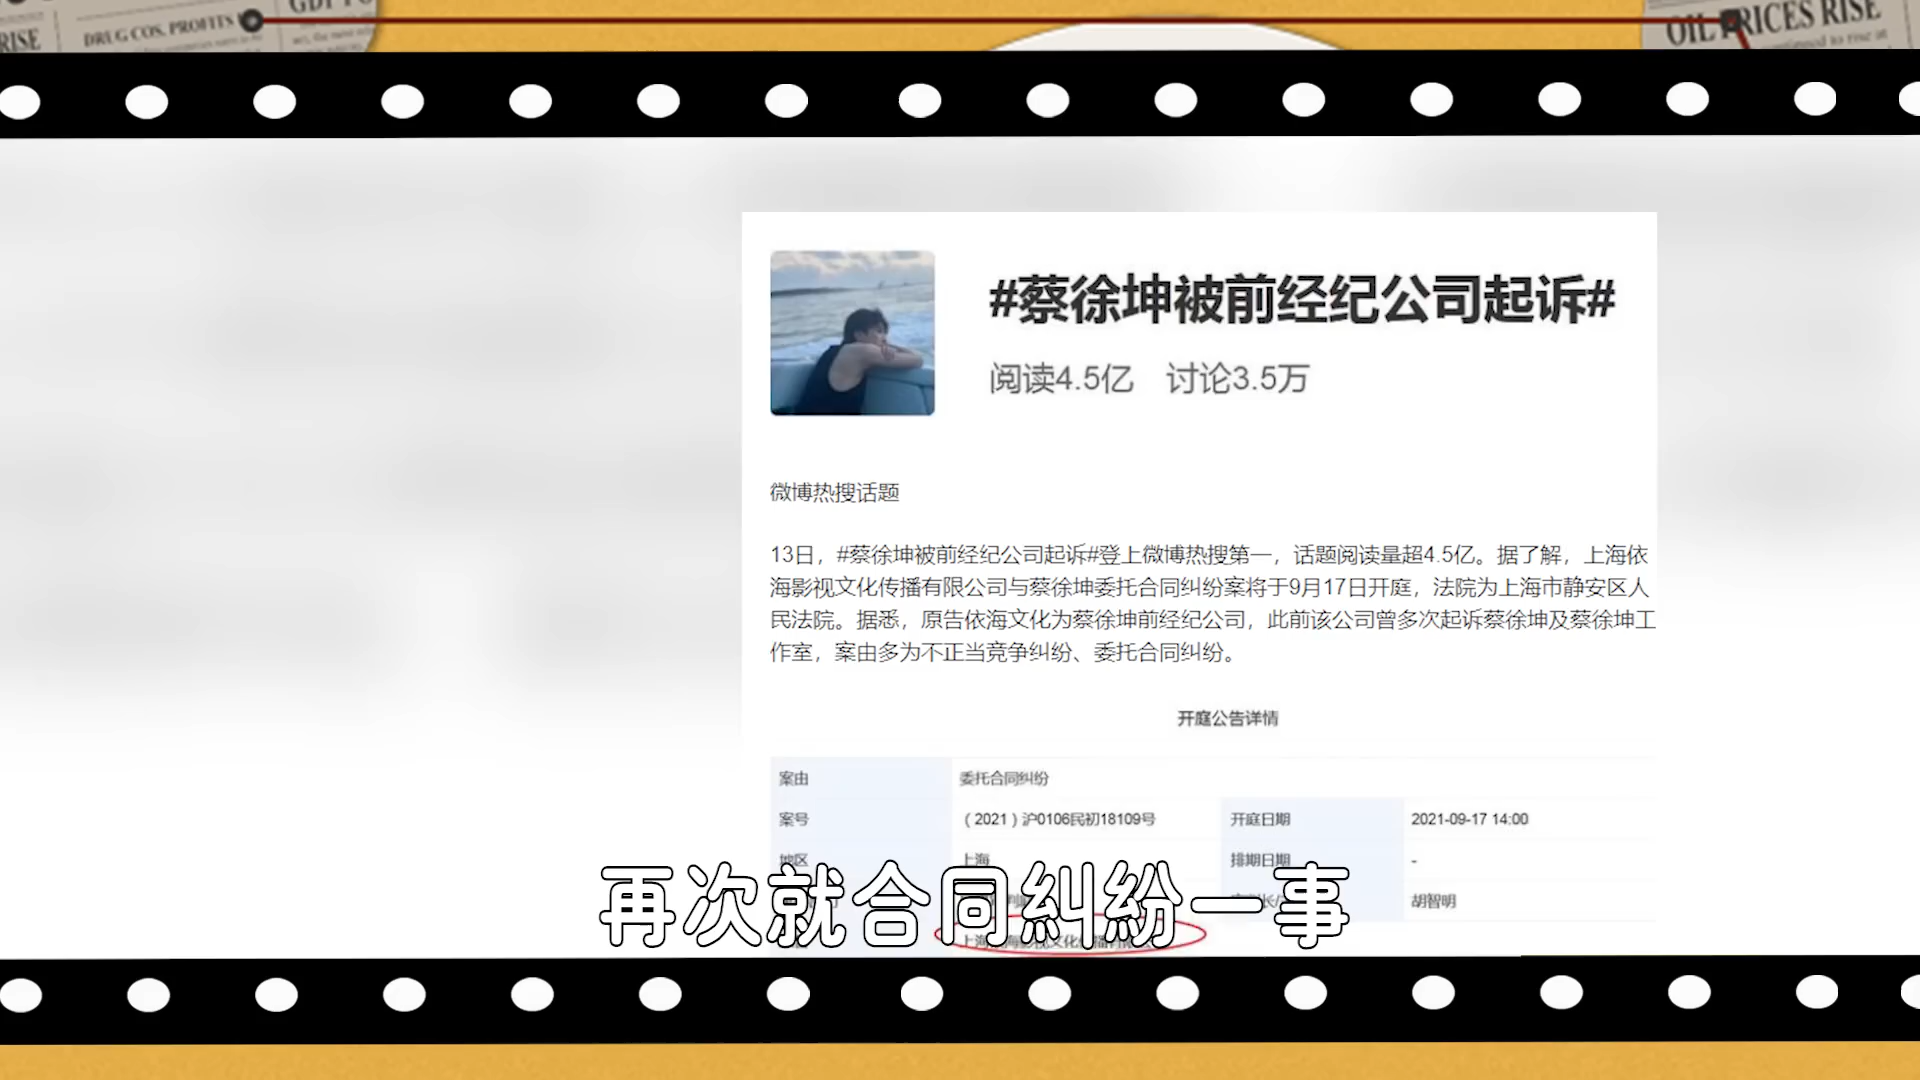 RISE
DRUG COS. PROFITS
OIL PRICES RISE
continued to rise at
#蔡徐坤被前经纪公司起诉#
阅读4.5亿 讨论3.5万
微博热搜话题
13日，#蔡徐坤被前经纪公司起诉#登上微博热搜第一，话题阅读量超4.5亿。据了解，上海依
海影视文化传播有限公司与蔡徐坤委托合同纠纷案将于9月17日开庭，法院为上海市静安区人
民法院。据悉，原告依海文化为蔡徐坤前经纪公司，此前该公司曾多次起诉蔡徐坤及蔡徐坤工
作室，案由多为不正当竞争纠纷、委托合同纠纷。
开庭公告详情
案由 委托合同纠纷
案号 （2021）沪0106民初18109号 开庭日期 2021-09-17 14:00
地区 上海 排期日期 -
胡智明
再次就合同糾紛一事